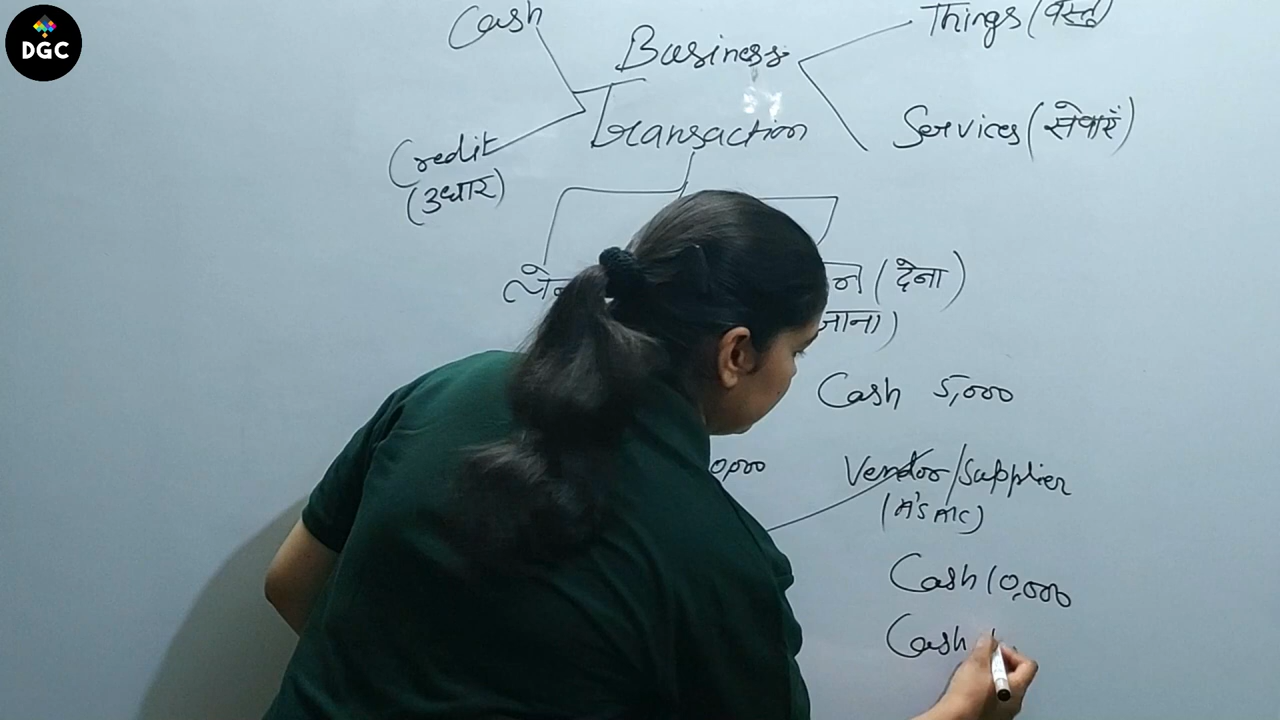 DGC
Cash
Business
Things (वस्तु)
Transaction
Services (सेवाएं)
Credit
(उधार)
(देना)
जाना)
Cash 5,000
Vendor/Supplier
(A's A/c)
Cash 10,000
Cash